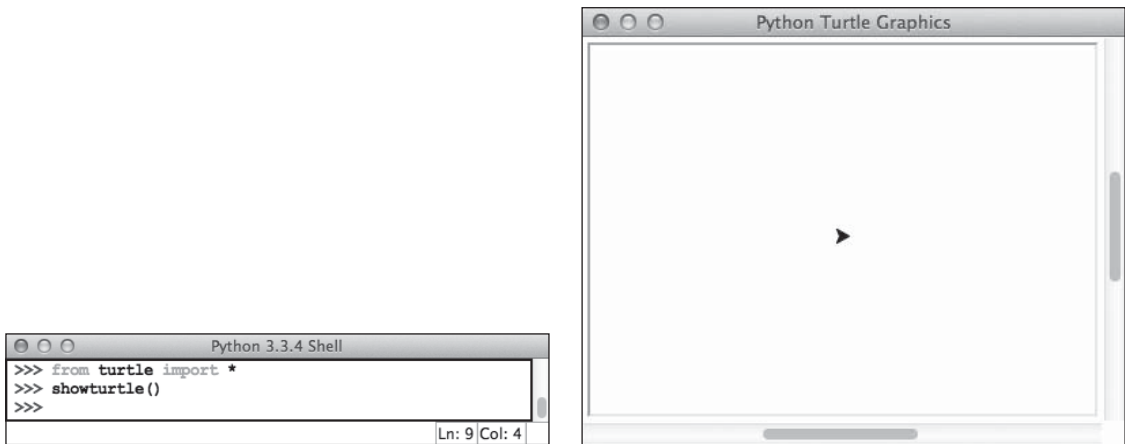 Python Turtle Graphics
Python 3.3.4 Shell
>>> from turtle import *
>>> showturtle()
>>>
Ln: 9 Col: 4